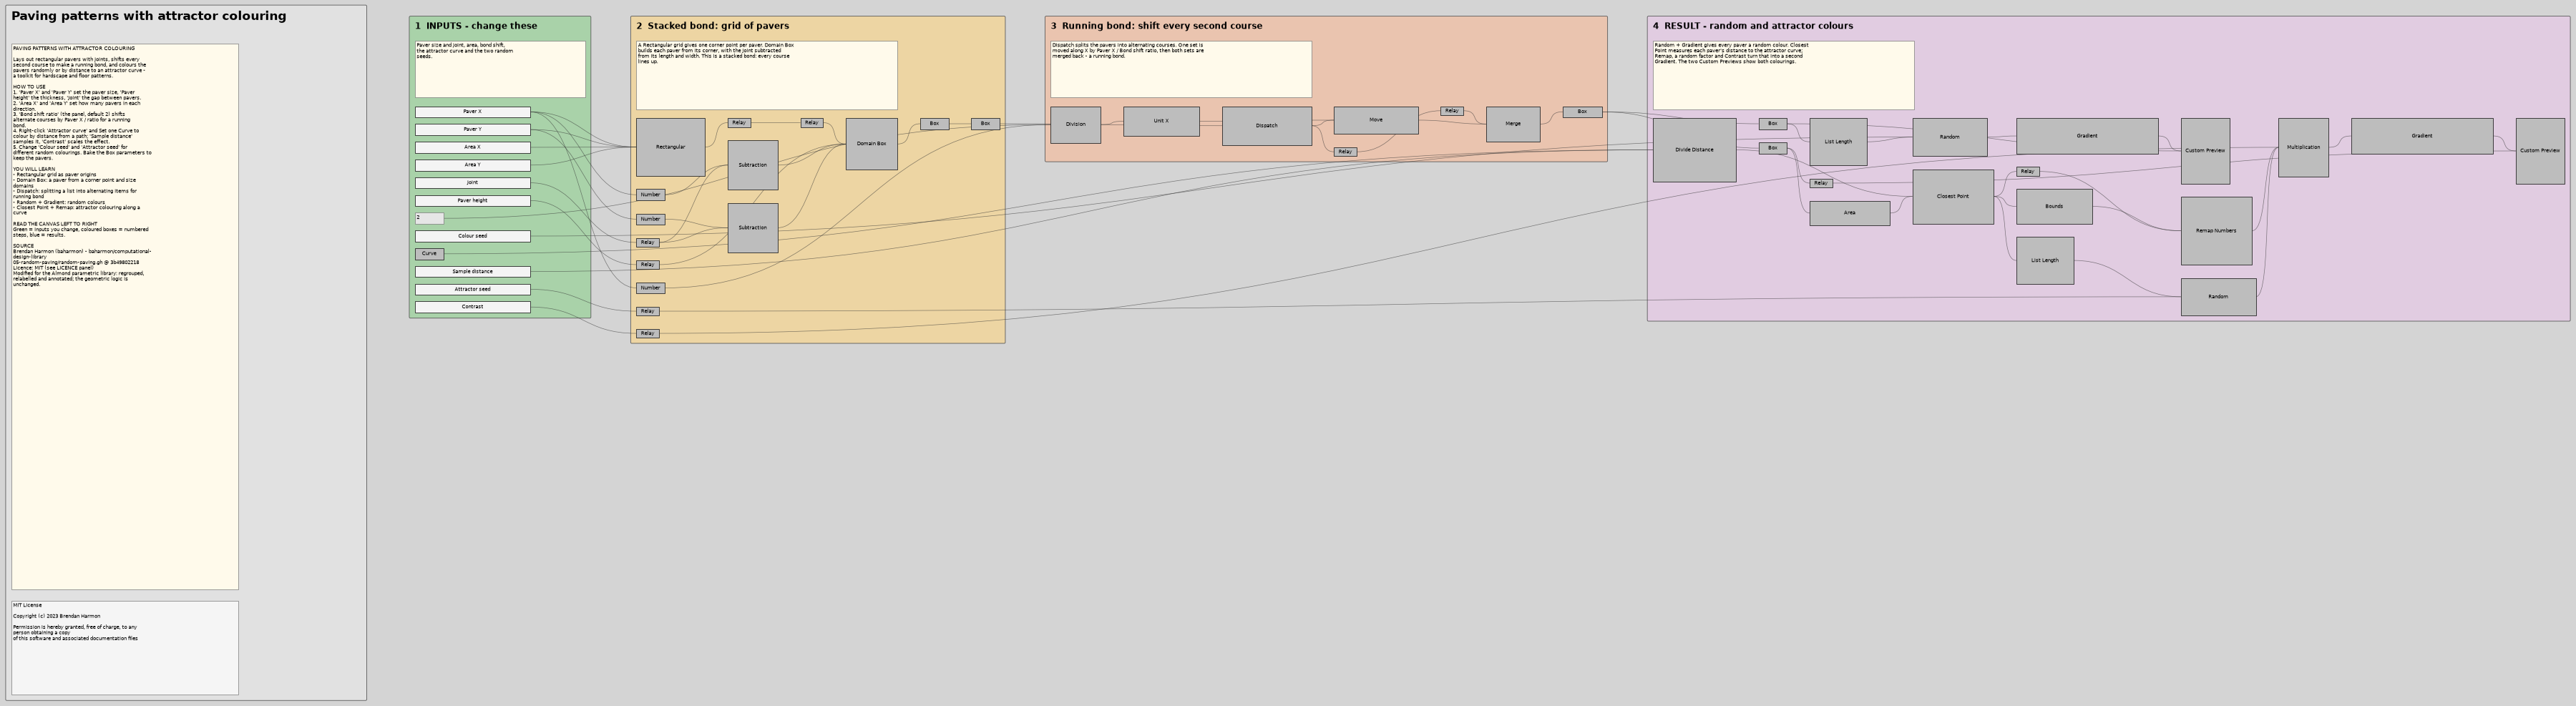 Paving patterns with attractor colouring
PAVING PATTERNS WITH ATTRACTOR COLOURING
Lays out rectangular pavers with joints, shifts every
second course to make a running bond, and colours the
pavers randomly or by distance to an attractor curve -
a toolkit for hardscape and floor patterns.
HOW TO USE
1. 'Paver X' and 'Paver Y' set the paver size, 'Paver
height' the thickness, 'Joint' the gap between pavers.
2. 'Area X' and 'Area Y' set how many pavers in each
direction.
3. 'Bond shift ratio' (the panel, default 2) shifts
alternate courses by Paver X / ratio for a running
bond.
4. Right-click 'Attractor curve' and Set one Curve to
colour by distance from a path; 'Sample distance'
samples it, 'Contrast' scales the effect.
5. Change 'Colour seed' and 'Attractor seed' for
different random colourings. Bake the Box parameters to
keep the pavers.
YOU WILL LEARN
- Rectangular grid as paver origins
- Domain Box: a paver from a corner point and size
domains
- Dispatch: splitting a list into alternating items for
running bond
- Random + Gradient: random colours
- Closest Point + Remap: attractor colouring along a
curve
READ THE CANVAS LEFT TO RIGHT
Green = inputs you change, coloured boxes = numbered
steps, blue = results.
SOURCE
Brendan Harmon (baharmon) - baharmon/computational-
design-library
05-random-paving/random-paving.gh @ 3b49802218
Licence: MIT (see LICENCE panel)
Modified for the Almond parametric library: regrouped,
relabelled and annotated; the geometric logic is
unchanged.
MIT License
Copyright (c) 2023 Brendan Harmon
Permission is hereby granted, free of charge, to any
person obtaining a copy
of this software and associated documentation files
1 INPUTS - change these
Paver size and joint, area, bond shift,
the attractor curve and the two random
seeds.
Paver X
Paver Y
Area X
Area Y
Joint
Paver height
2
Colour seed
Curve
Sample distance
Attractor seed
Contrast
2 Stacked bond: grid of pavers
A Rectangular grid gives one corner point per paver. Domain Box
builds each paver from its corner, with the joint subtracted
from its length and width. This is a stacked bond: every course
lines up.
Rectangular
Relay
Relay
Subtraction
Subtraction
Domain Box
Box
Box
Number
Number
Relay
Relay
Number
Relay
Relay
3 Running bond: shift every second course
Dispatch splits the pavers into alternating courses. One set is
moved along X by Paver X / Bond shift ratio, then both sets are
merged back - a running bond.
Division
Unit X
Dispatch
Move
Relay
Relay
Merge
Box
4 RESULT - random and attractor colours
Random + Gradient gives every paver a random colour. Closest
Point measures each paver's distance to the attractor curve;
Remap, a random factor and Contrast turn that into a second
Gradient. The two Custom Previews show both colourings.
Divide Distance
Box
Box
List Length
Relay
Area
Random
Closest Point
Gradient
Relay
Bounds
List Length
Custom Preview
Remap Numbers
Random
Multiplication
Gradient
Custom Preview